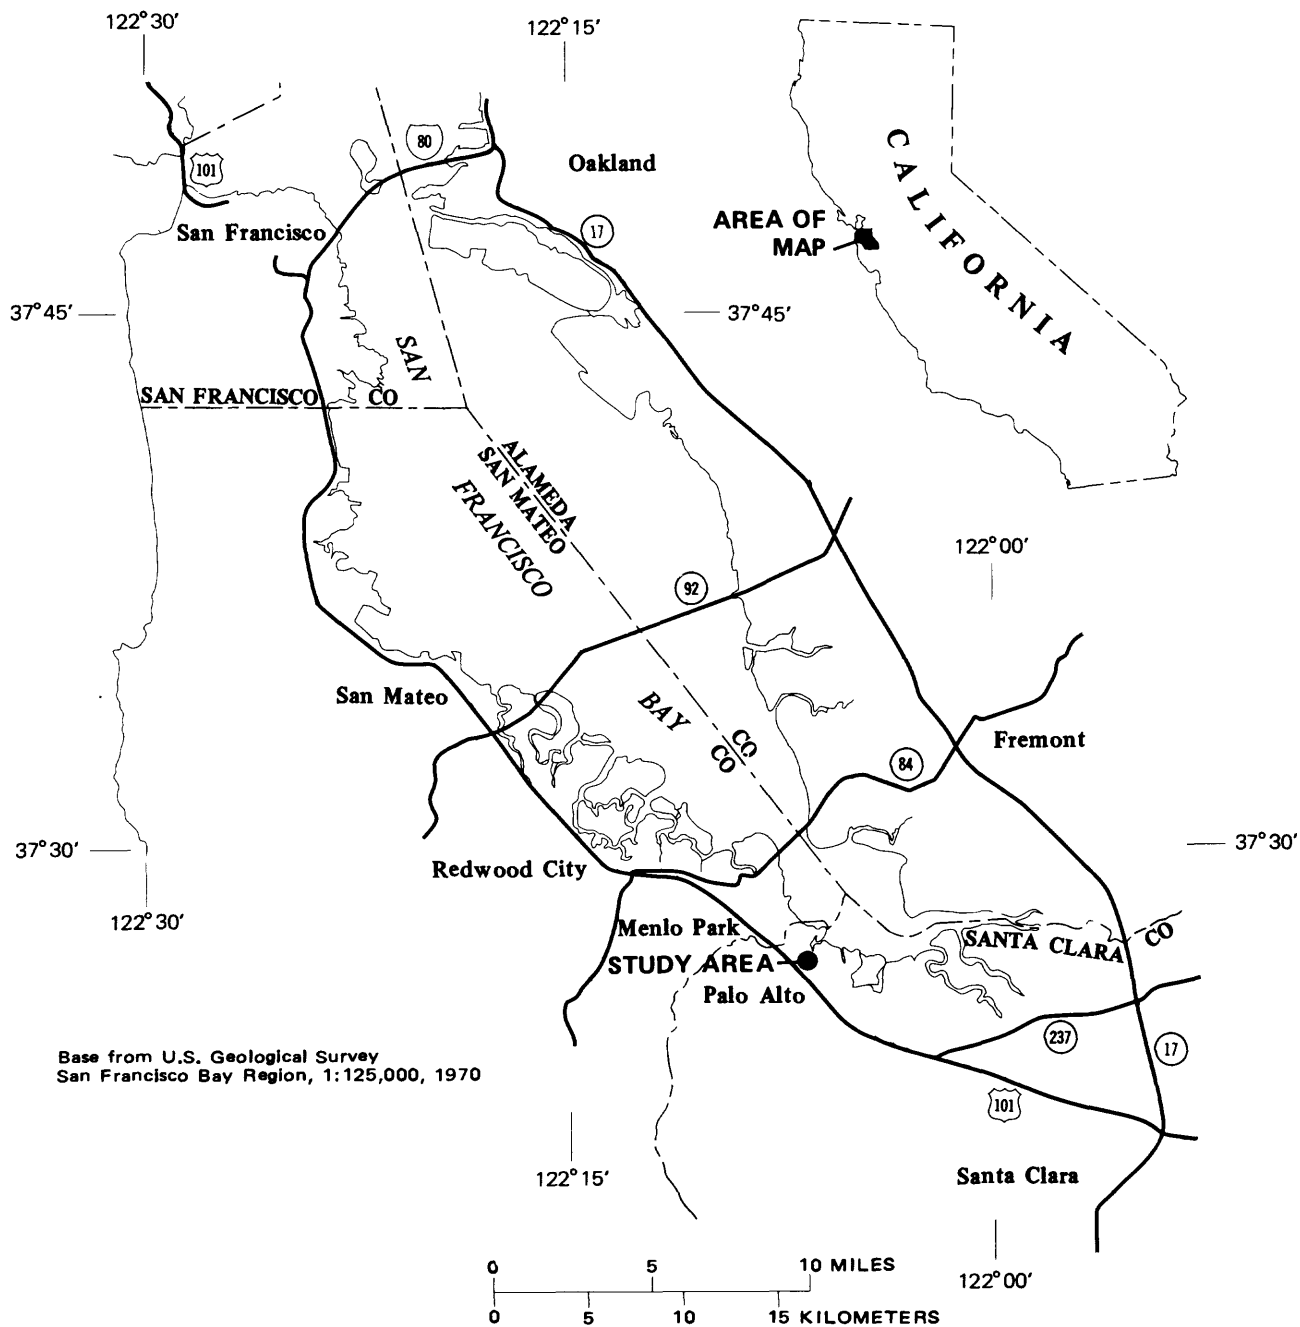 122°30′
122°15′
80
101
Oakland
CALIFORNIA
AREA OF
MAP
San Francisco
17
37°45′
37°45′
SAN
SAN FRANCISCO CO
ALAMEDA
SAN MATEO
FRANCISCO
122°00′
92
San Mateo
BAY
CO
CO
Fremont
84
37°30′
37°30′
Redwood City
122°30′
Menlo Park
SANTA CLARA CO
STUDY AREA
Palo Alto
Base from U.S. Geological Survey
San Francisco Bay Region, 1:125,000, 1970
237
17
101
122°15′
Santa Clara
0 5 10 MILES
122°00′
0 5 10 15 KILOMETERS